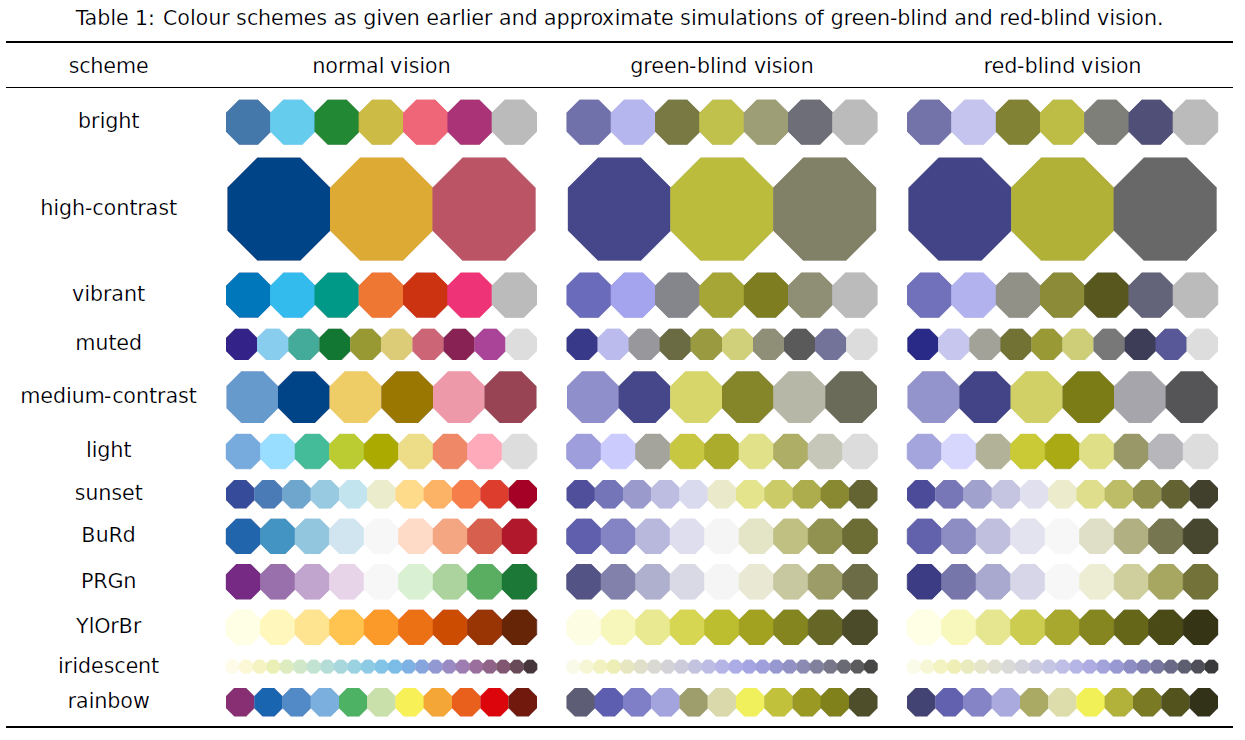 Table 1: Colour schemes as given earlier and approximate simulations of green-blind and red-blind vision.
scheme normal vision green-blind vision red-blind vision
bright
high-contrast
vibrant
muted
medium-contrast
light
sunset
BuRd
PRGn
YlOrBr
iridescent
rainbow